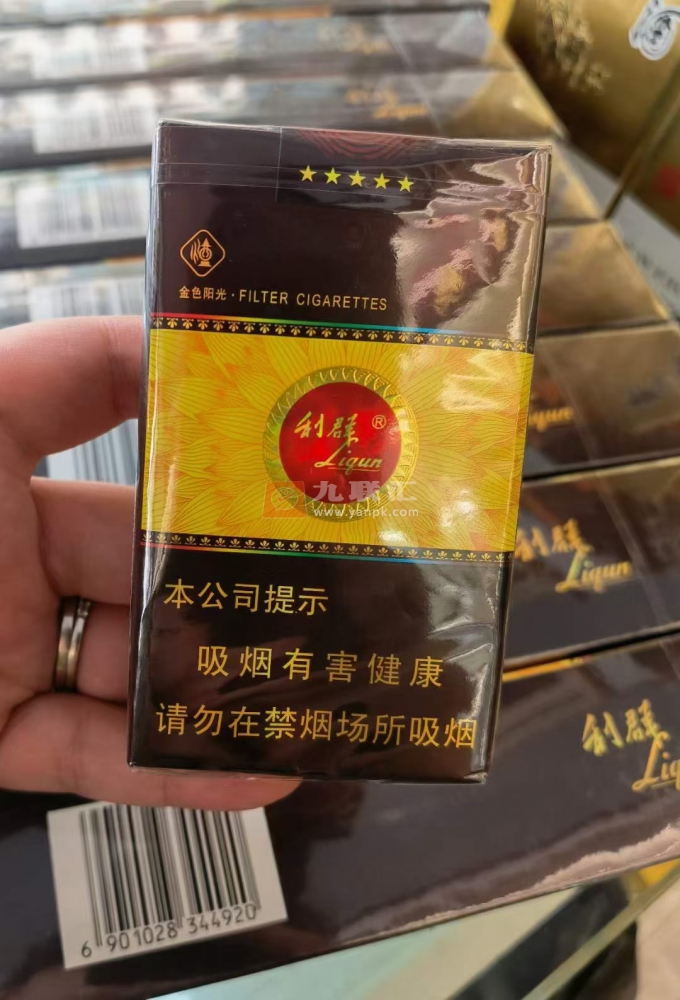 ★★★★★
金色阳光·FILTER CIGARETTES
利群®
Liqun
九联汇
www.yanpk.com
本公司提示
吸烟有害健康
请勿在禁烟场所吸烟
利群
Liqun
利群
6 901028 344920